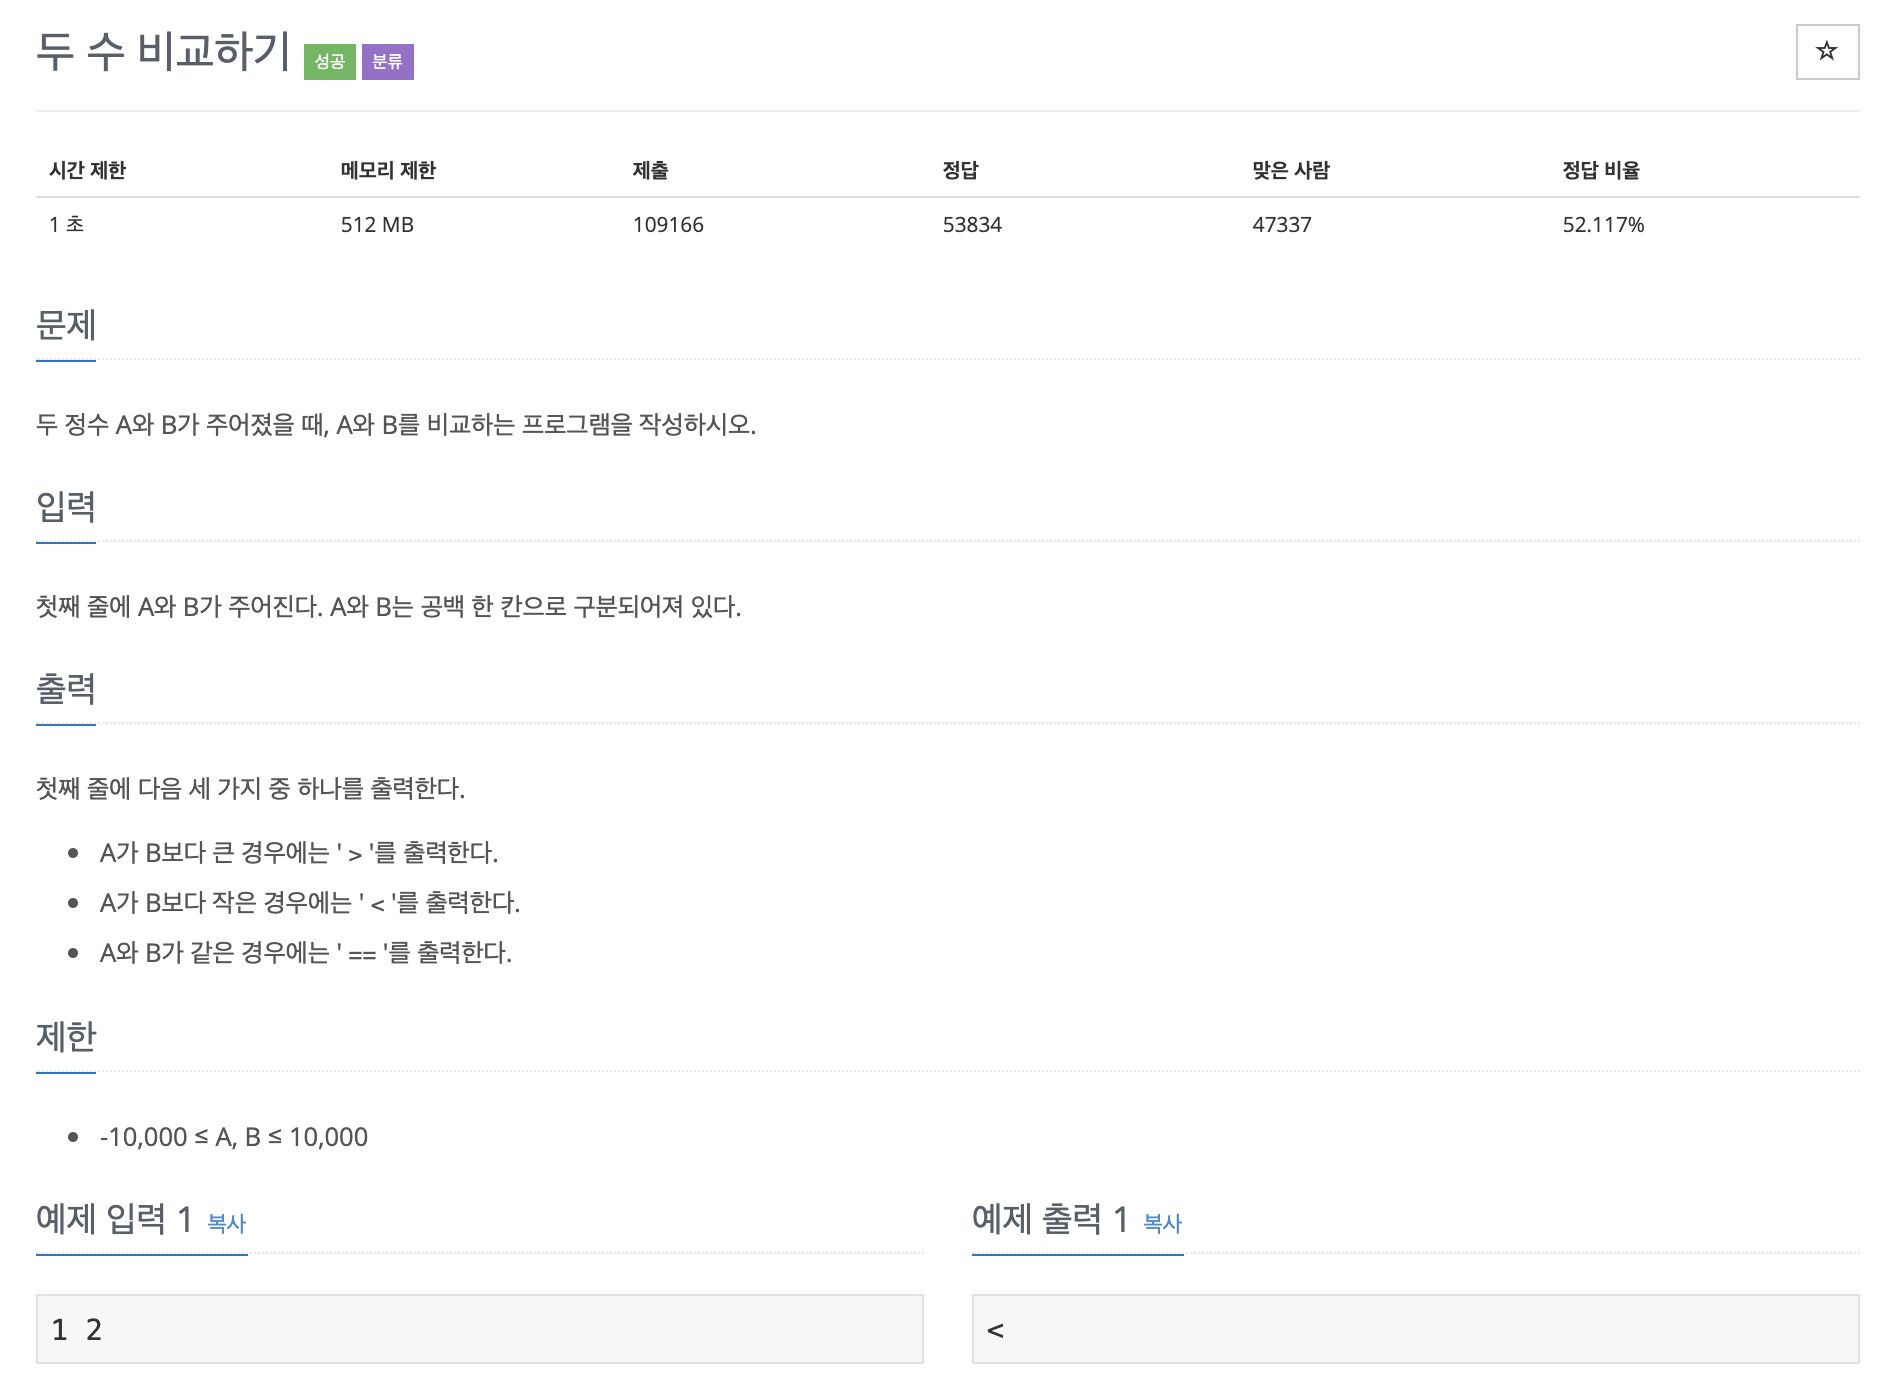 두 수 비교하기 성공 분류
☆
시간 제한 메모리 제한 제출 정답 맞은 사람 정답 비율
1 초 512 MB 109166 53834 47337 52.117%
문제
두 정수 A와 B가 주어졌을 때, A와 B를 비교하는 프로그램을 작성하시오.
입력
첫째 줄에 A와 B가 주어진다. A와 B는 공백 한 칸으로 구분되어져 있다.
출력
첫째 줄에 다음 세 가지 중 하나를 출력한다.
• A가 B보다 큰 경우에는 ' > '를 출력한다.
• A가 B보다 작은 경우에는 ' < '를 출력한다.
• A와 B가 같은 경우에는 ' == '를 출력한다.
제한
• -10,000 ≤ A, B ≤ 10,000
예제 입력 1 복사
1 2
예제 출력 1 복사
<